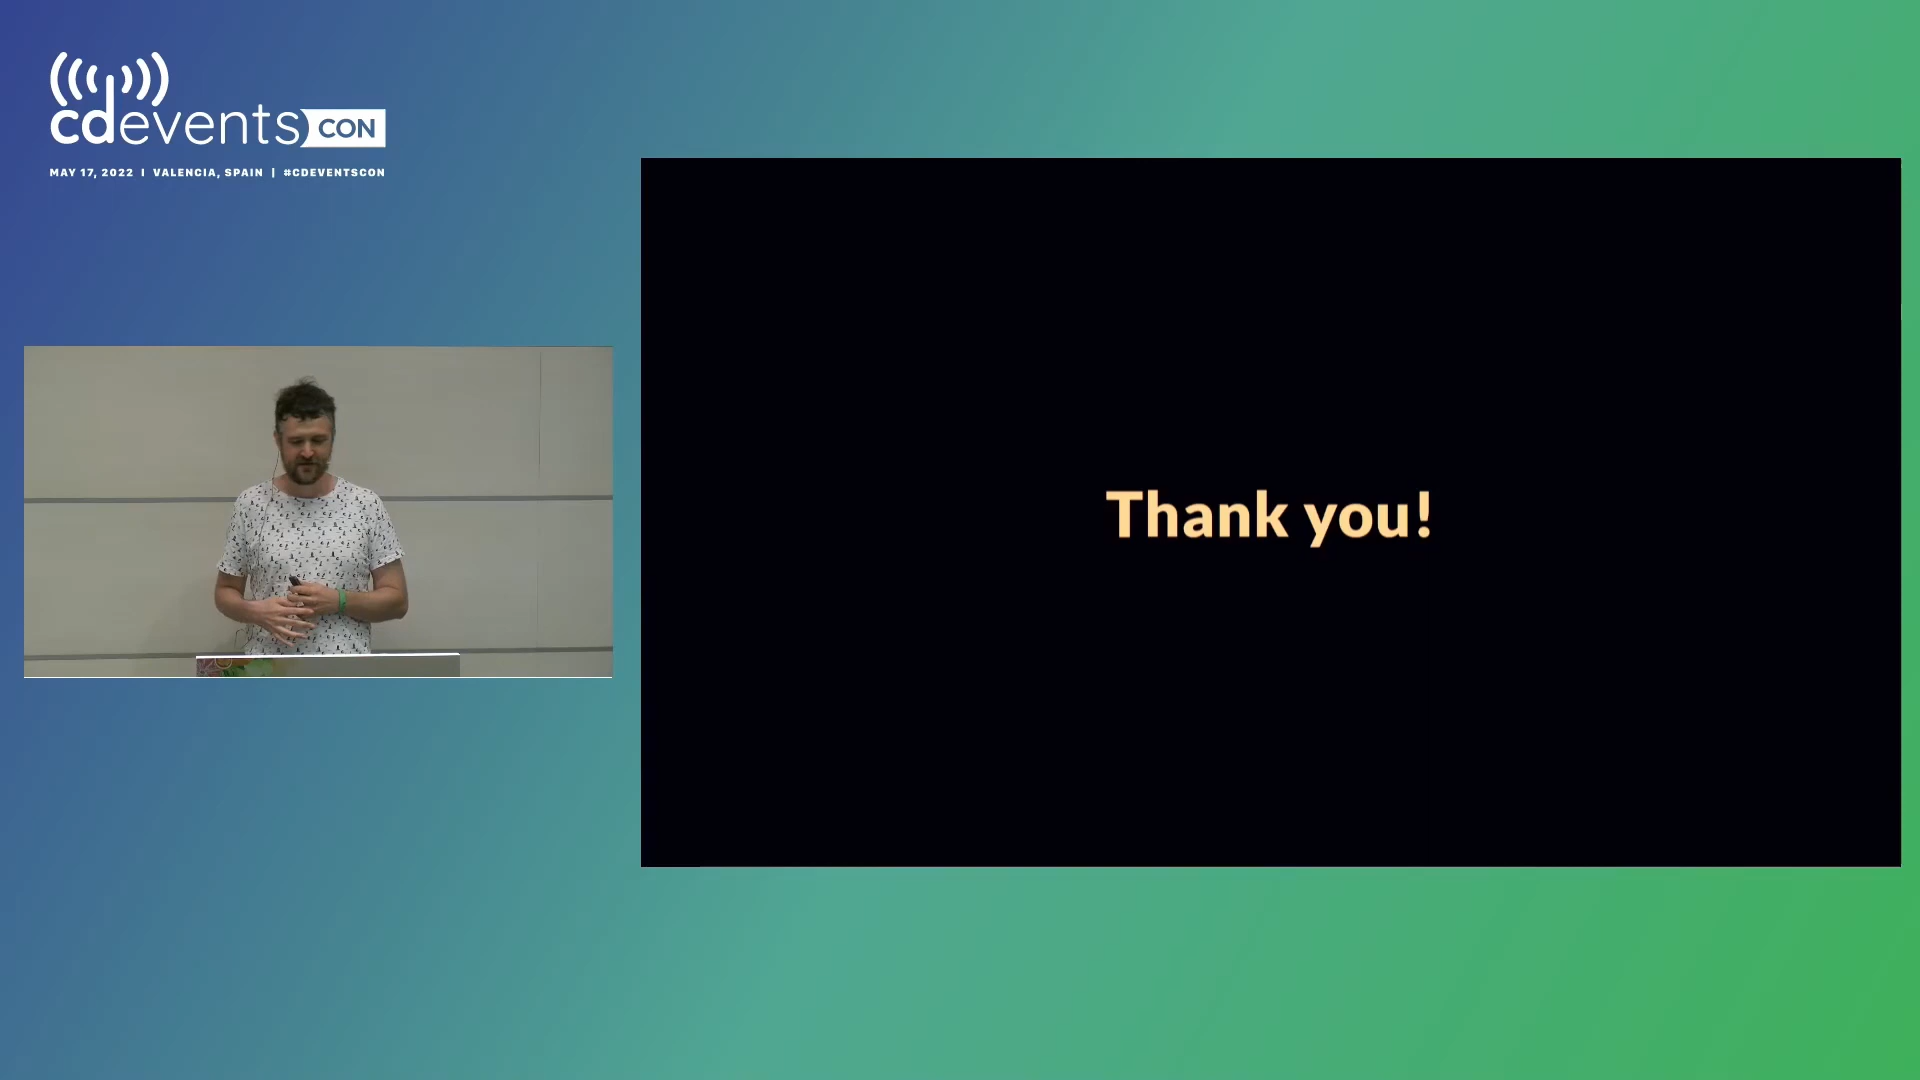 cdevents CON
MAY 17, 2022 | VALENCIA, SPAIN | #CDEVENTSCON
Thank you!